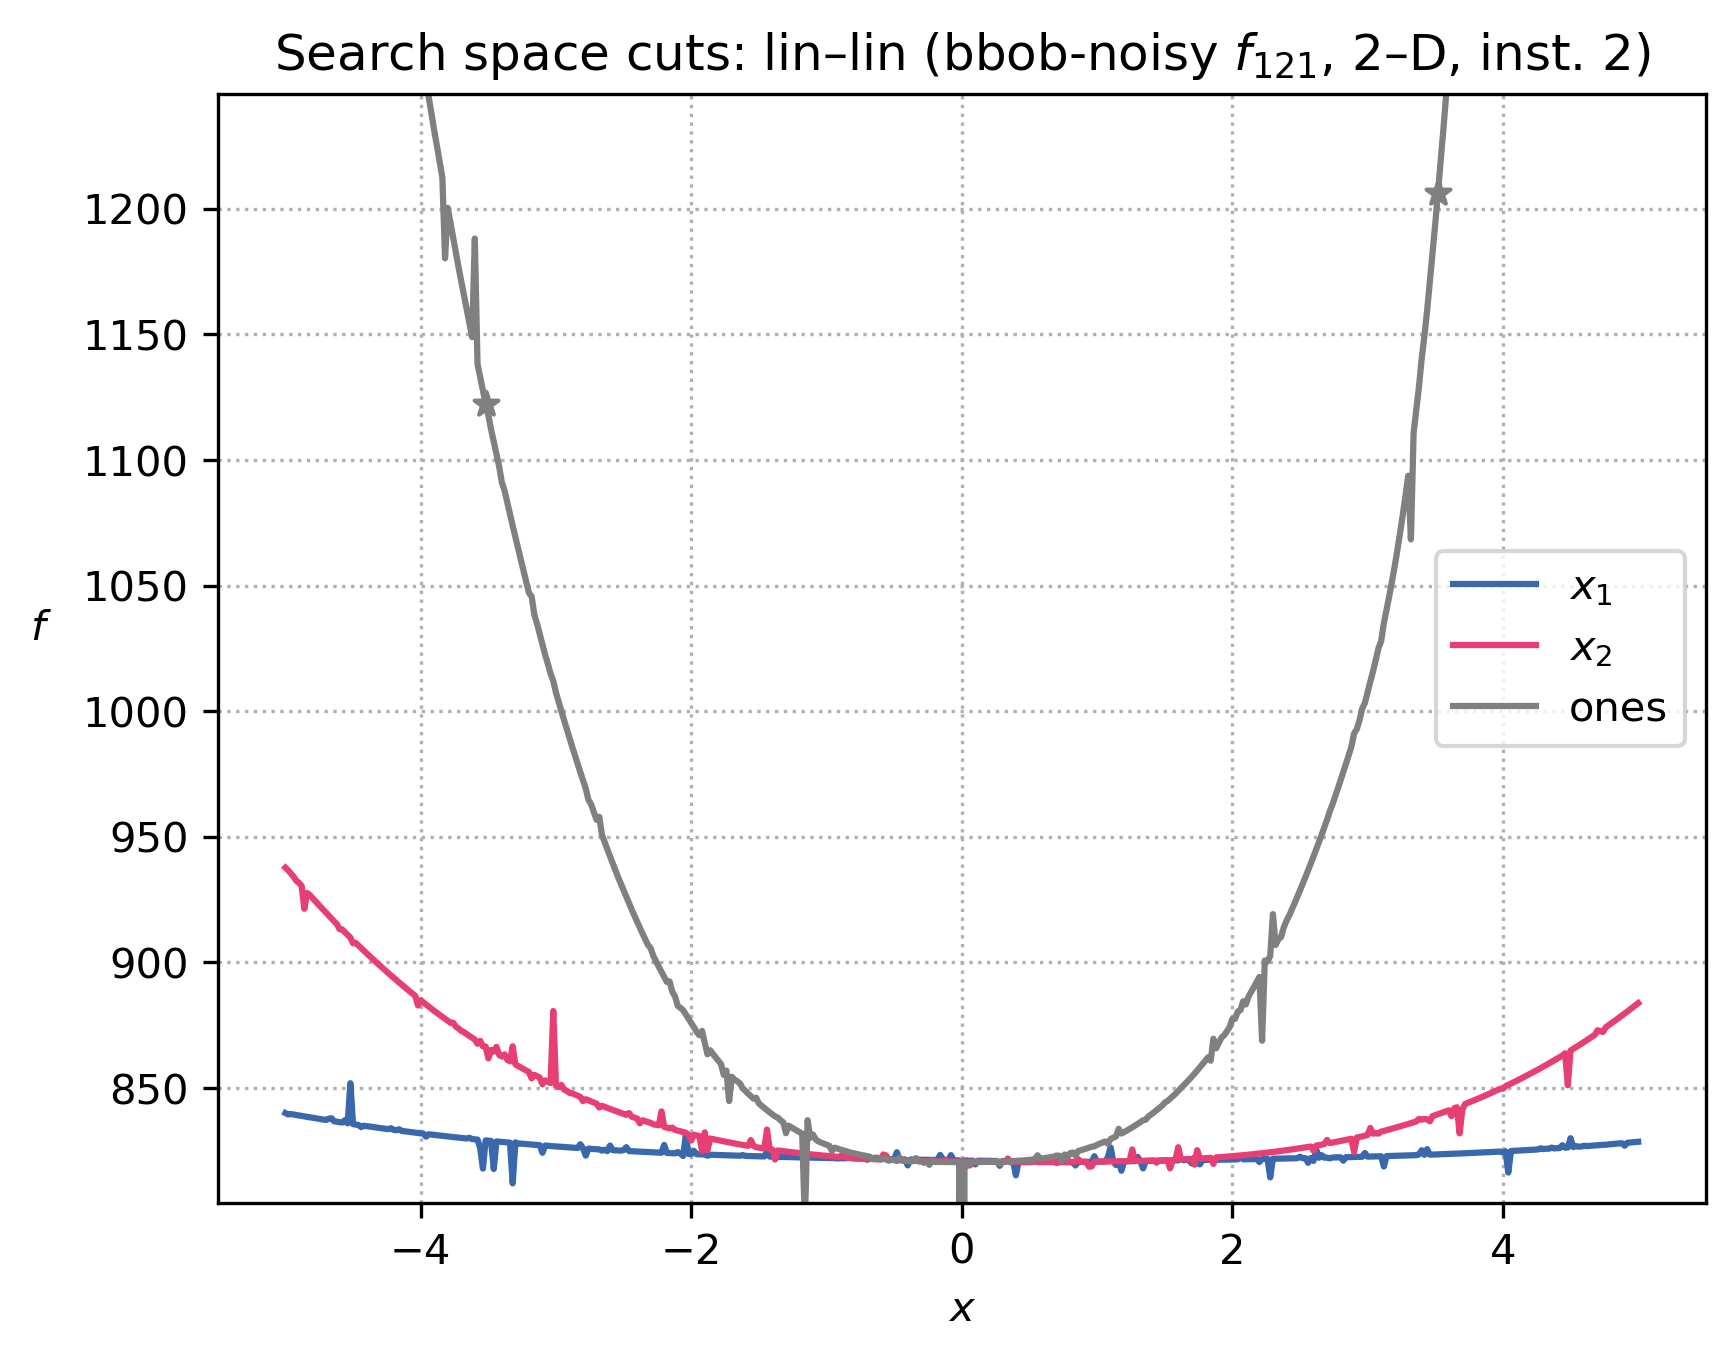 Search space cuts: lin–lin (bbob-noisy f₁₂₁, 2–D, inst. 2)
1200
1150
1100
1050
1000
950
900
850
f
x₁
x₂
ones
−4
−2
0
2
4
x